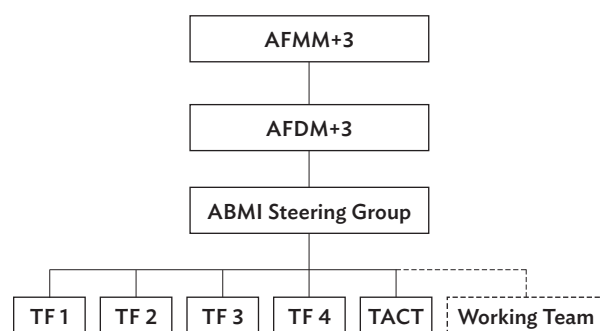 AFMM+3
AFDM+3
ABMI Steering Group
TF 1 TF 2 TF 3 TF 4 TACT Working Team